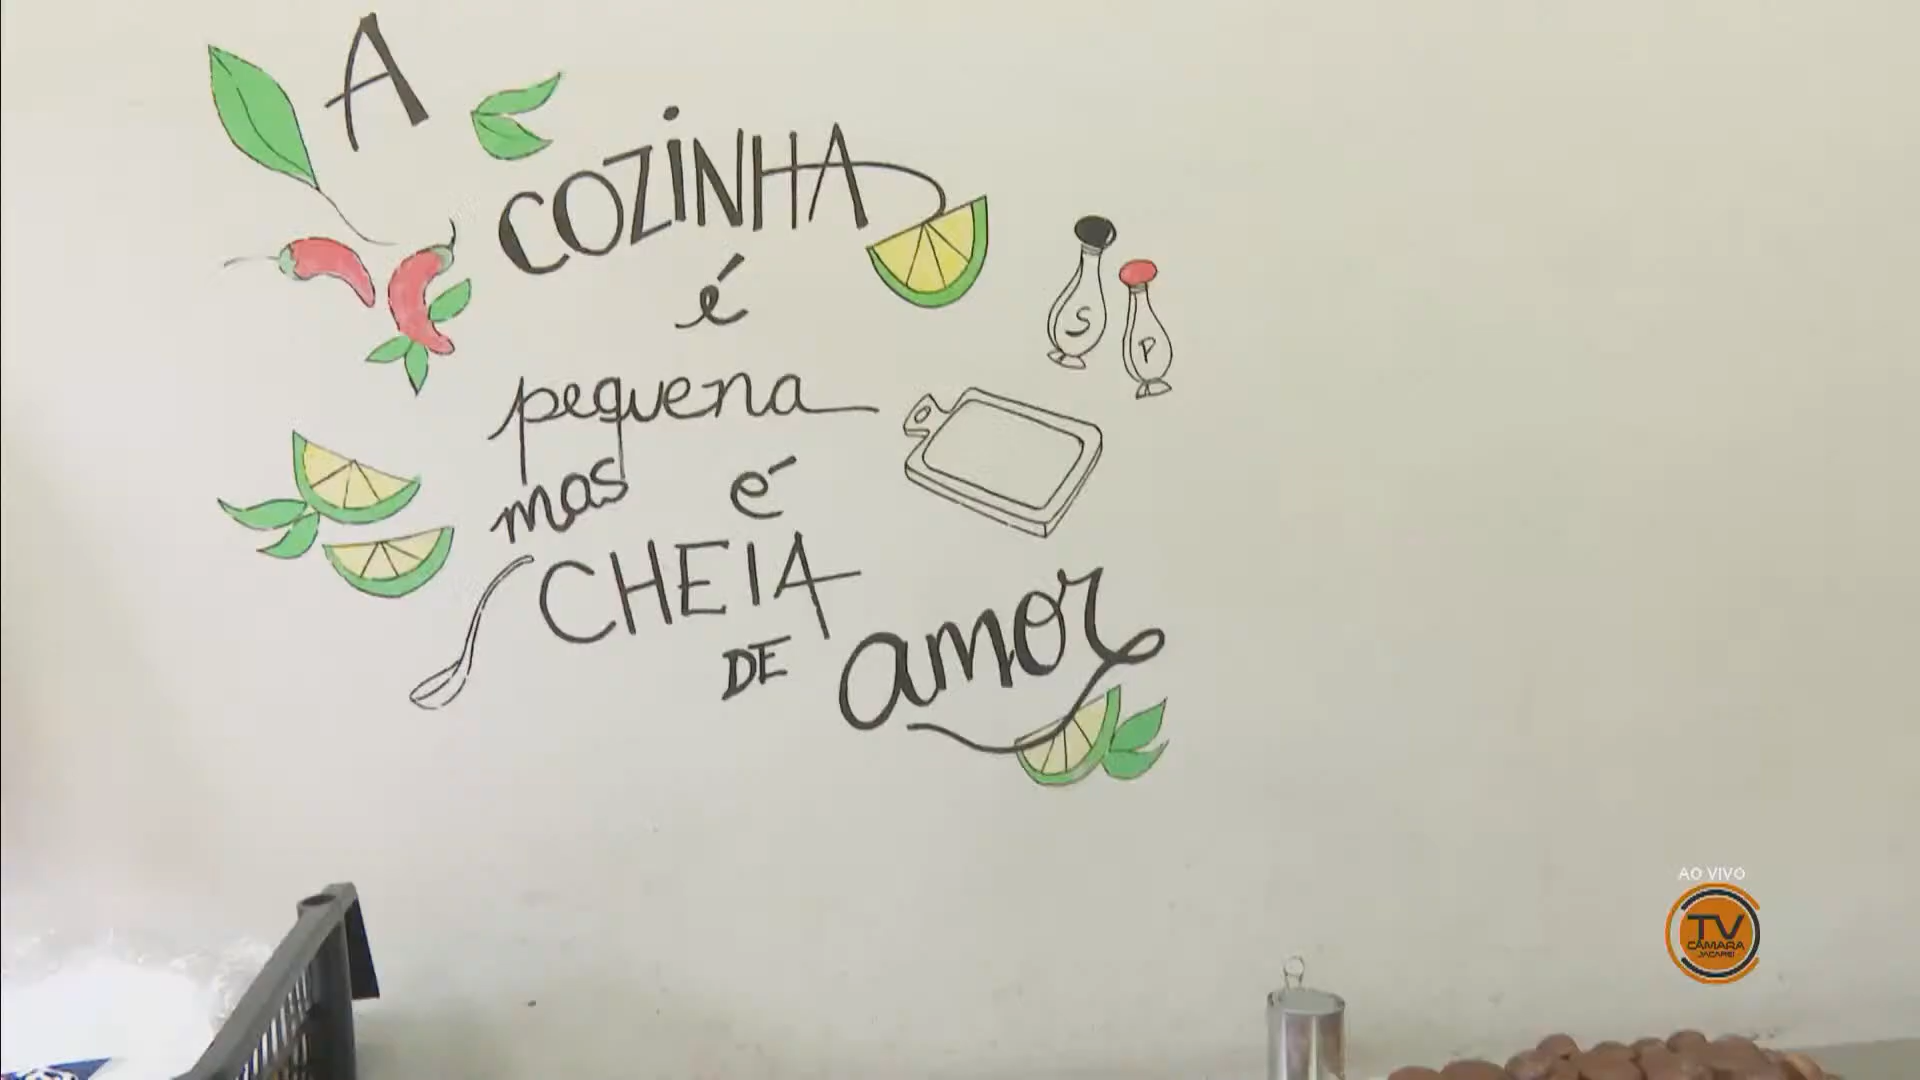 A
COZINHA
é
pequena
mas é
CHEIA
DE amor
S
P
AO VIVO
TV
CÂMARA
JACAREÍ